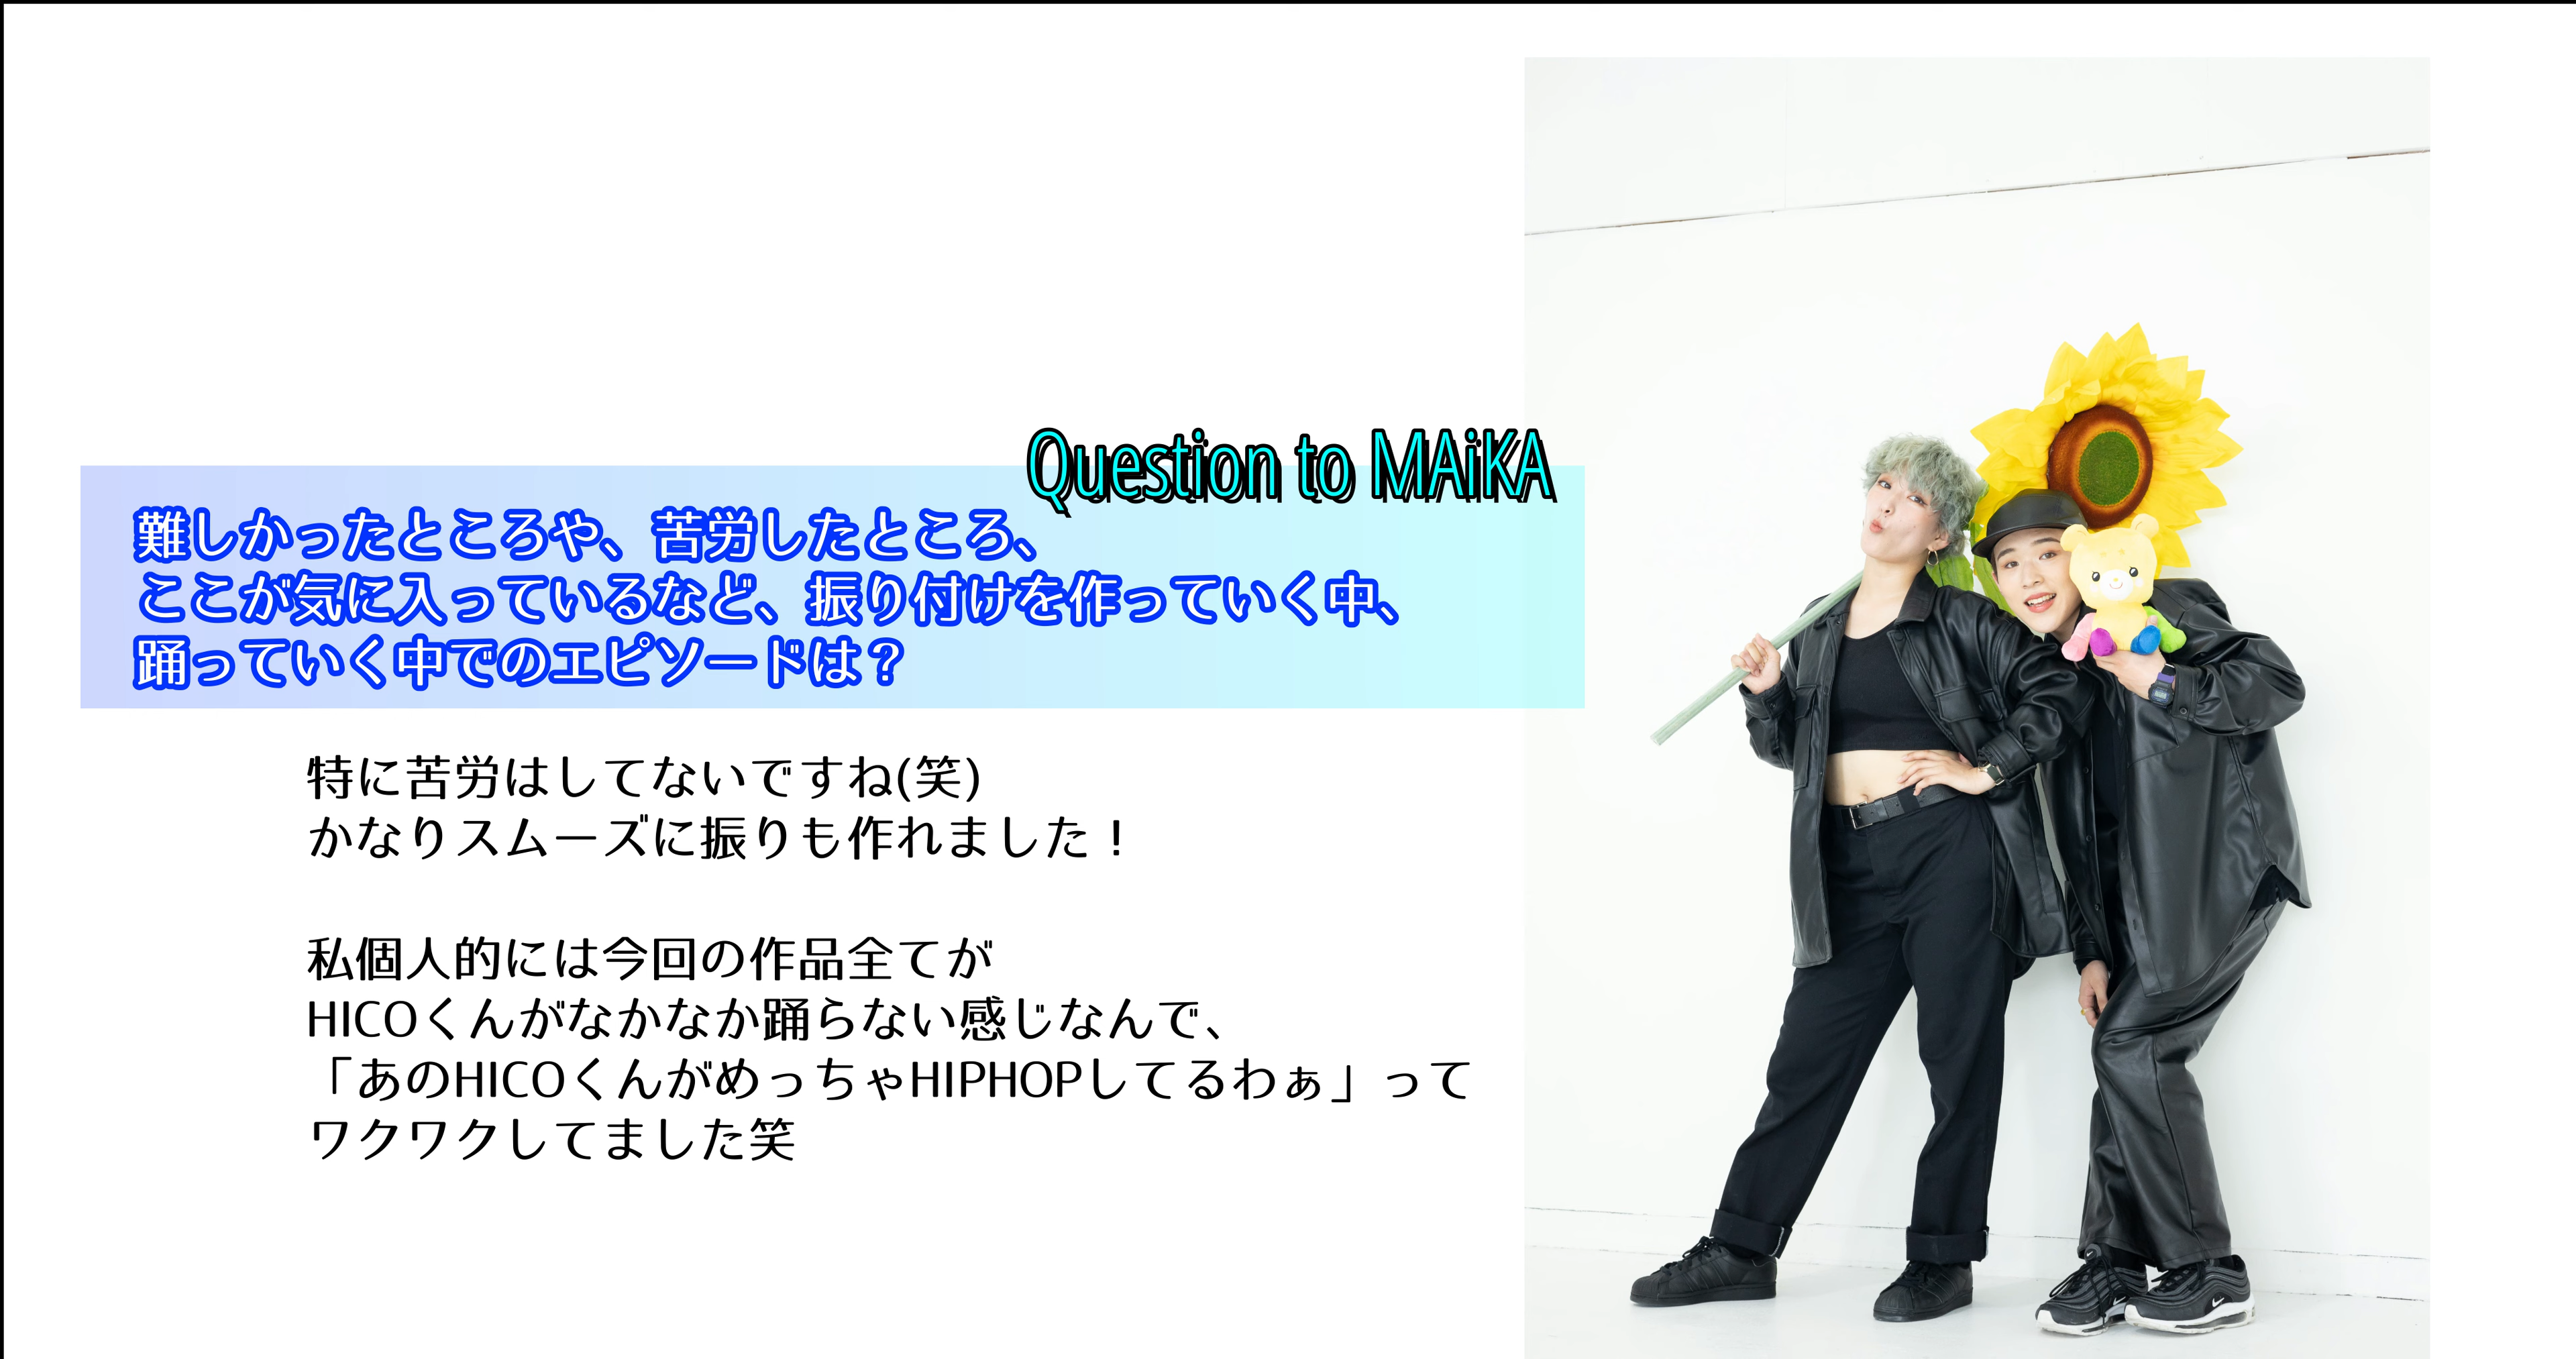 Question to MAiKA
難しかったところや、苦労したところ、
ここが気に入っているなど、振り付けを作っていく中、
踊っていく中でのエピソードは？
特に苦労はしてないですね(笑)
かなりスムーズに振りも作れました！
私個人的には今回の作品全てが
HICOくんがなかなか踊らない感じなんで、
「あのHICOくんがめっちゃHIPHOPしてるわぁ」って
ワクワクしてました笑